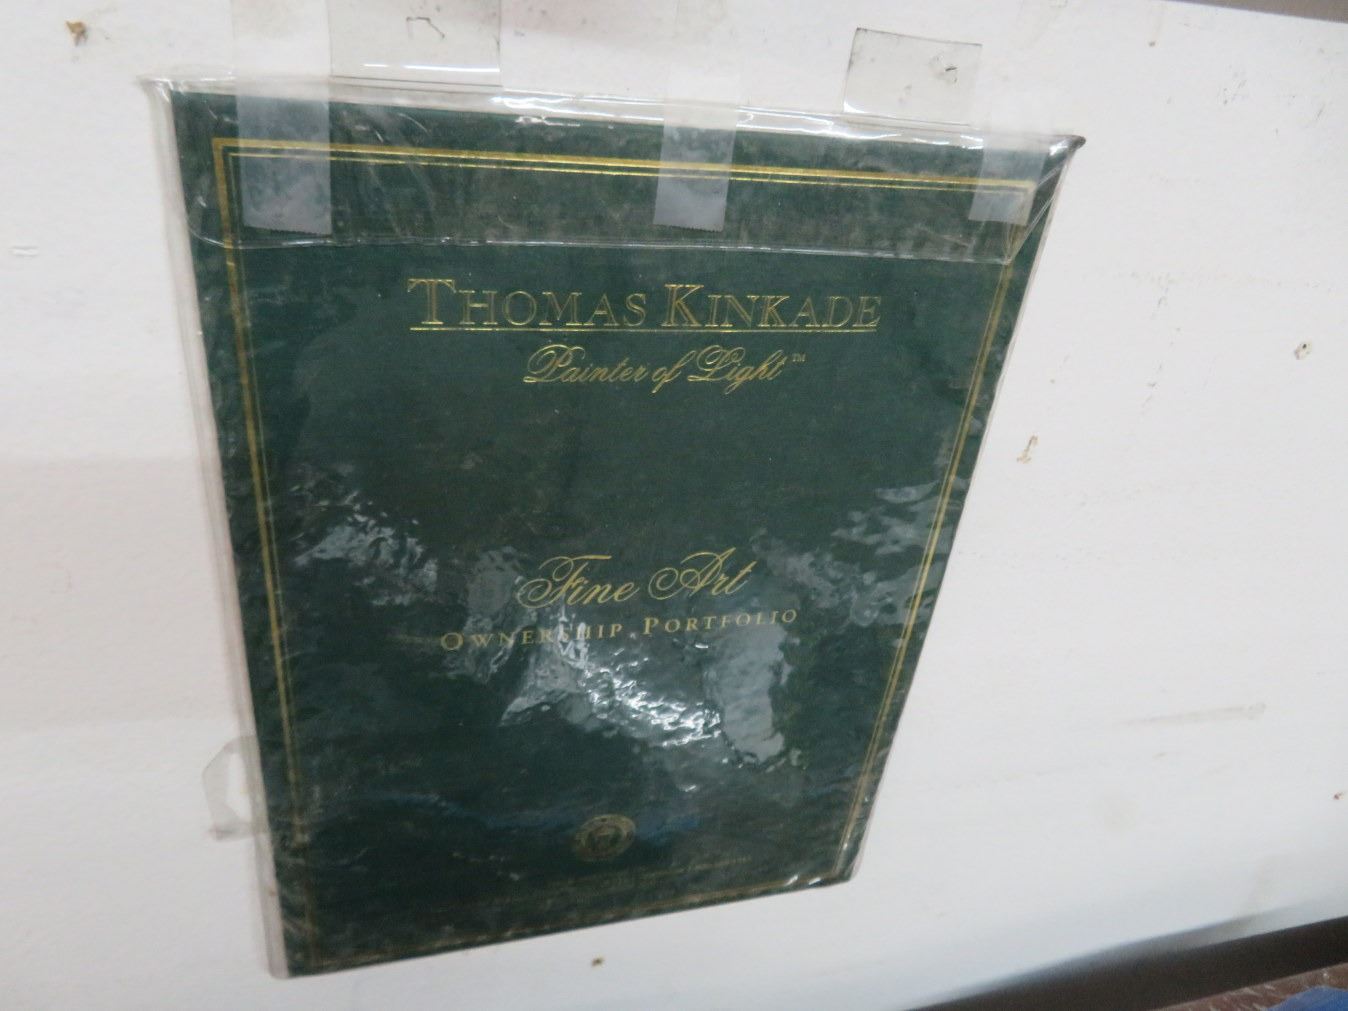 THOMAS KINKADE
Painter of Light™
Fine Art
OWNERSHIP PORTFOLIO